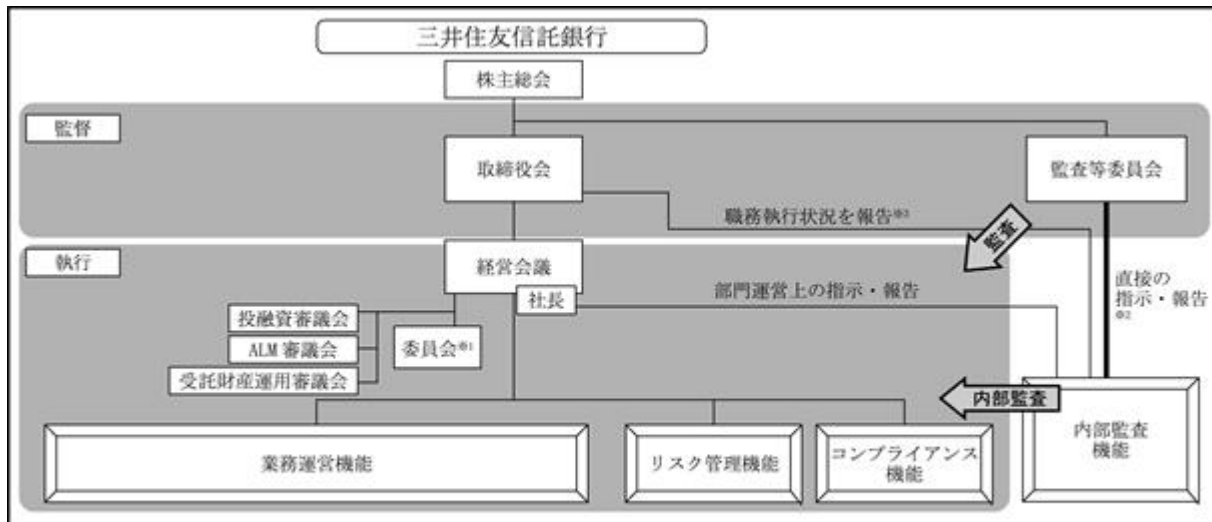 三井住友信託銀行
株主総会
監督
取締役会
監査等委員会
職務執行状況を報告※3
監査
執行
経営会議
社長
部門運営上の指示・報告
直接の
指示・報告
※2
投融資審議会
ALM 審議会
受託財産運用審議会
委員会※1
内部監査
業務運営機能
リスク管理機能
コンプライアンス
機能
内部監査
機能